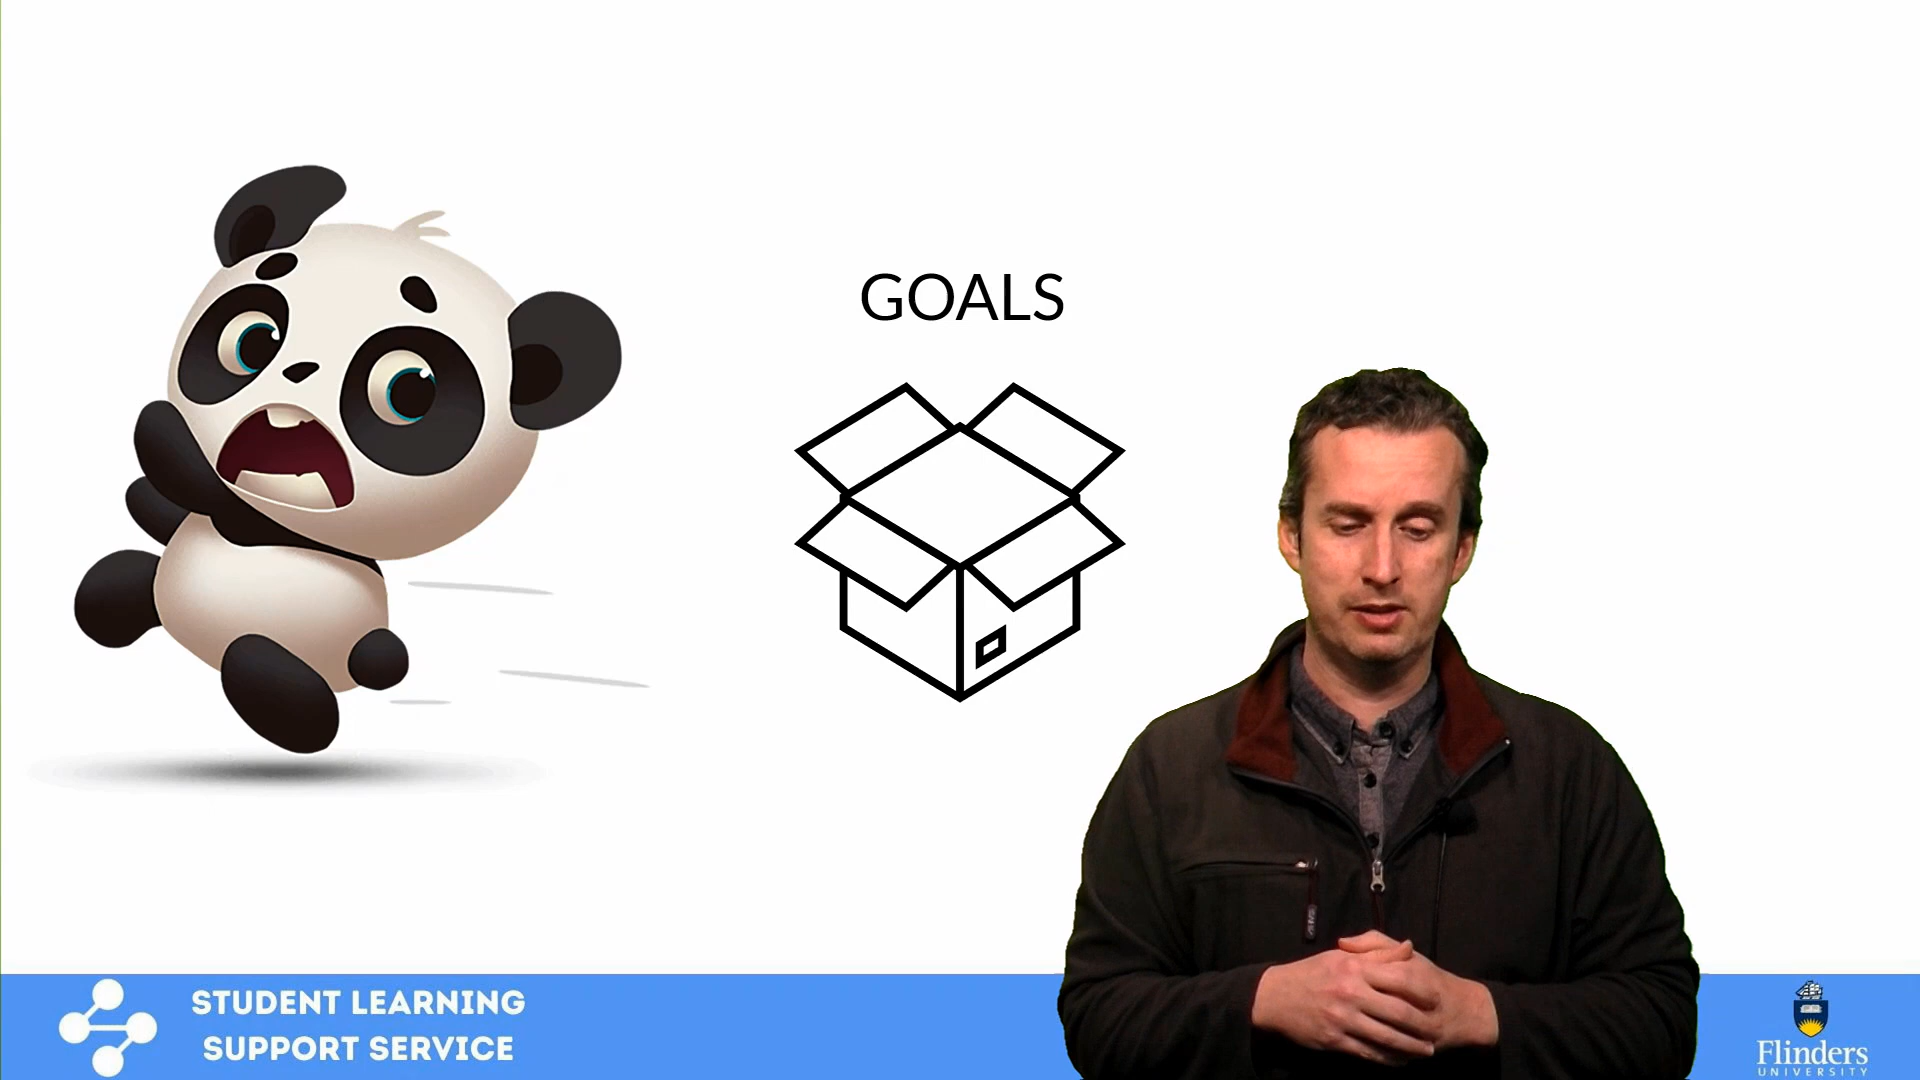 GOALS
STUDENT LEARNING
SUPPORT SERVICE
Flinders
UNIVERSITY